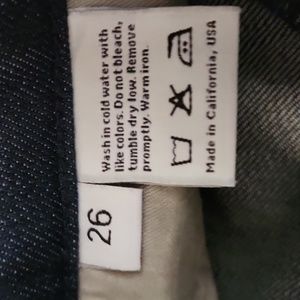 Wash in cold water with
like colors. Do not bleach,
tumble dry low. Remove
promptly. Warm iron.
Made in California, USA
26